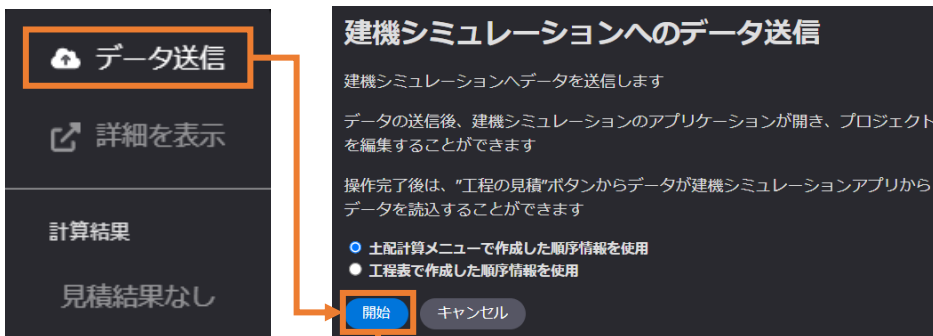 データ送信
詳細を表示
計算結果
見積結果なし
建機シミュレーションへのデータ送信
建機シミュレーションへデータを送信します
データの送信後、建機シミュレーションのアプリケーションが開き、プロジェクト
を編集することができます
操作完了後は、"工程の見積"ボタンからデータが建機シミュレーションアプリから
データを読込することができます
土配計算メニューで作成した順序情報を使用
工程表で作成した順序情報を使用
開始 キャンセル